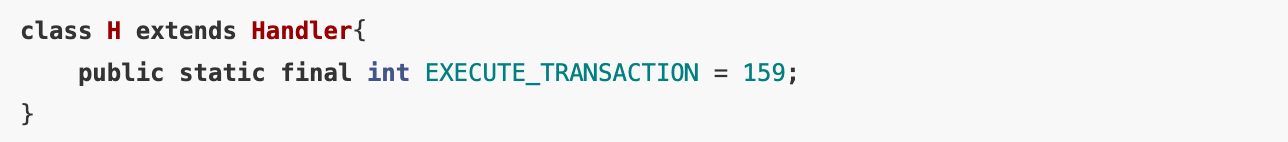 class H extends Handler{
    public static final int EXECUTE_TRANSACTION = 159;
}